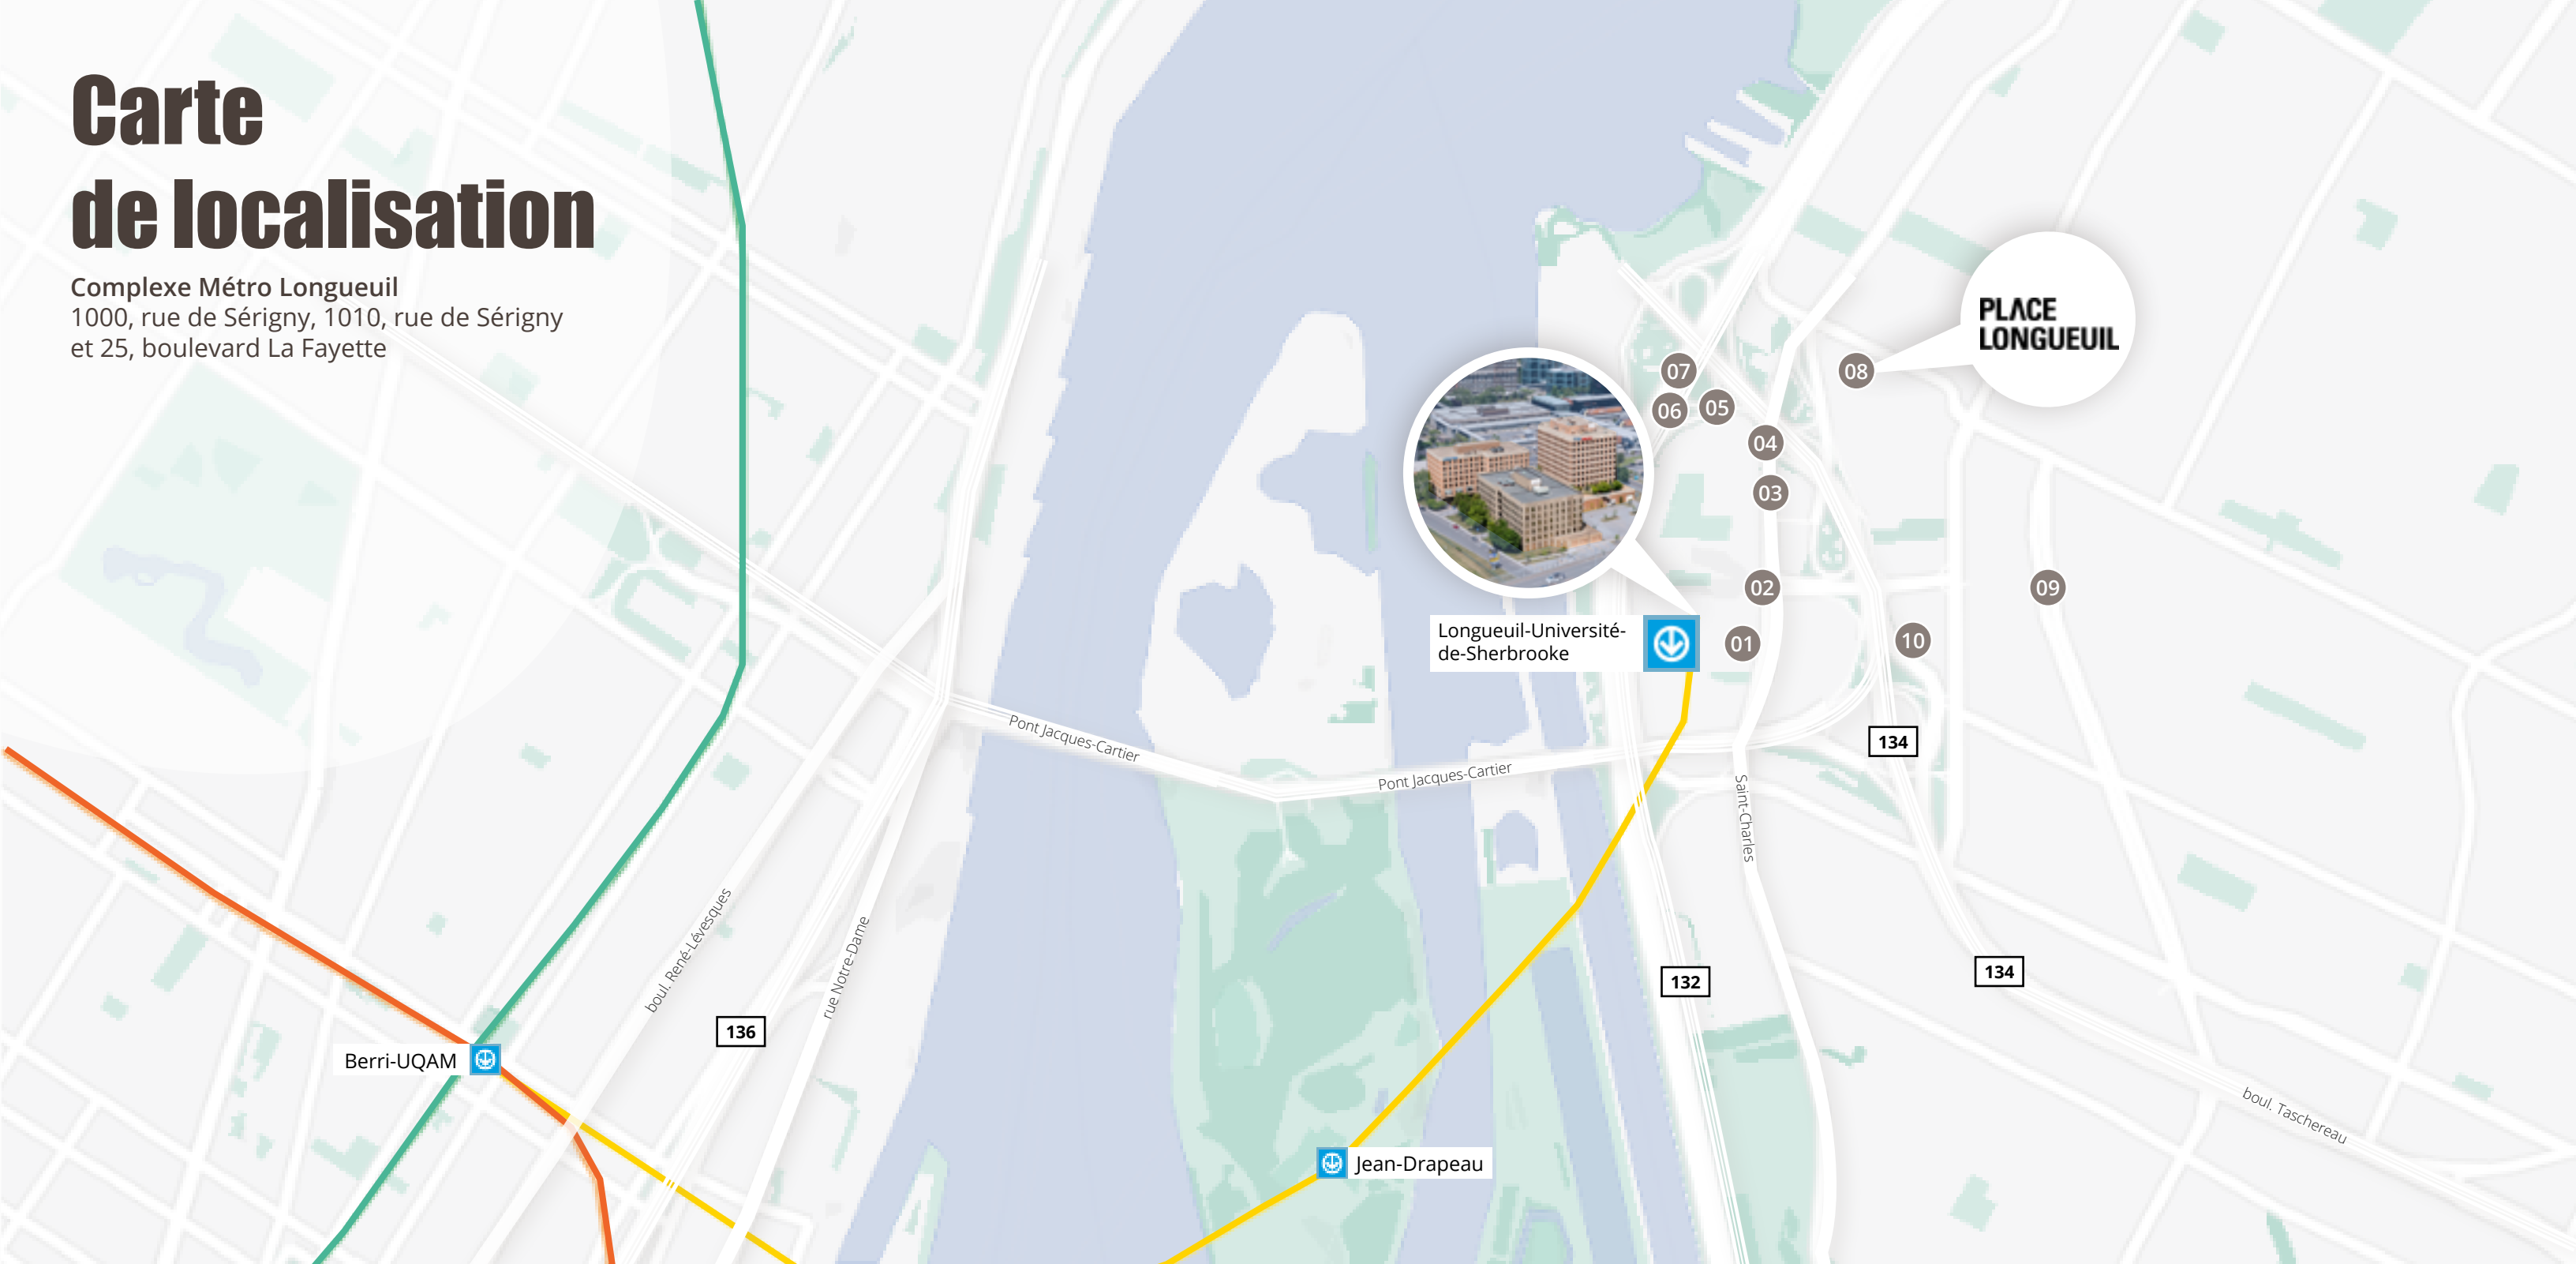 Carte
de localisation
Complexe Métro Longueuil
1000, rue de Sérigny, 1010, rue de Sérigny
et 25, boulevard La Fayette
PLACE
LONGUEUIL
07
08
06
05
04
03
02
09
Longueuil-Université-
de-Sherbrooke
01
10
Pont Jacques-Cartier
Pont Jacques-Cartier
134
Saint-Charles
boul. René-Lévesques
rue Notre-Dame
132
134
136
Berri-UQAM
boul. Taschereau
Jean-Drapeau